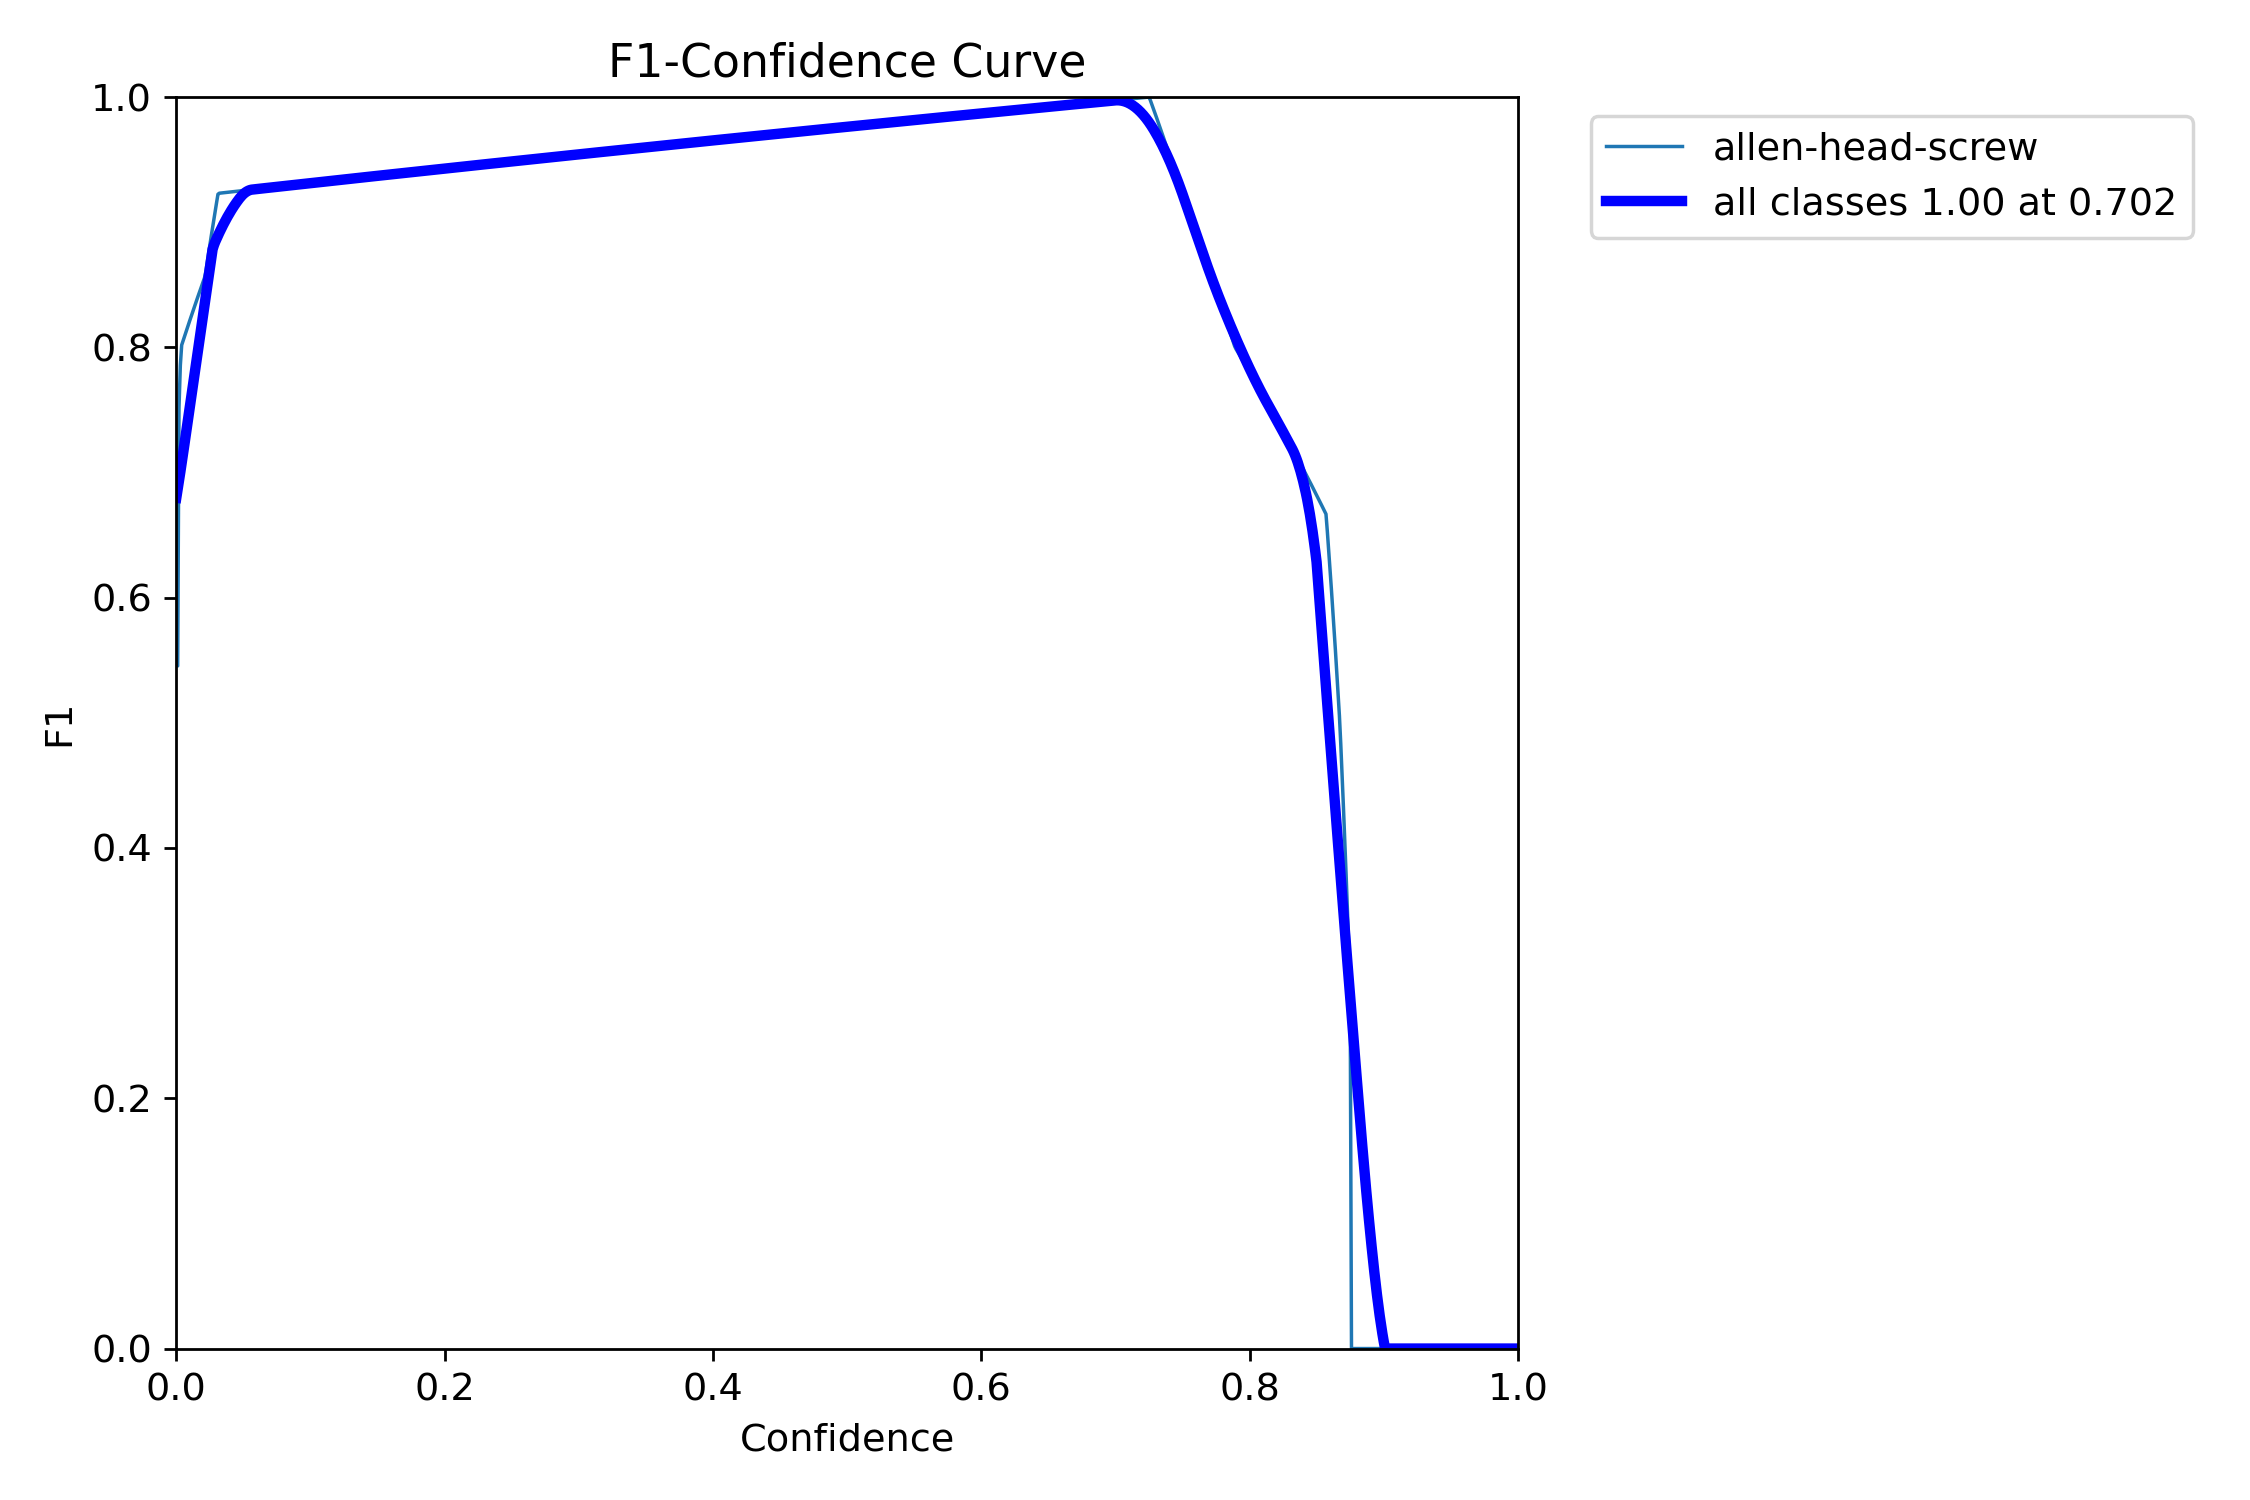 F1-Confidence Curve
1.0
0.8
0.6
0.4
0.2
0.0
F1
0.0 0.2 0.4 0.6 0.8 1.0
Confidence
allen-head-screw
all classes 1.00 at 0.702